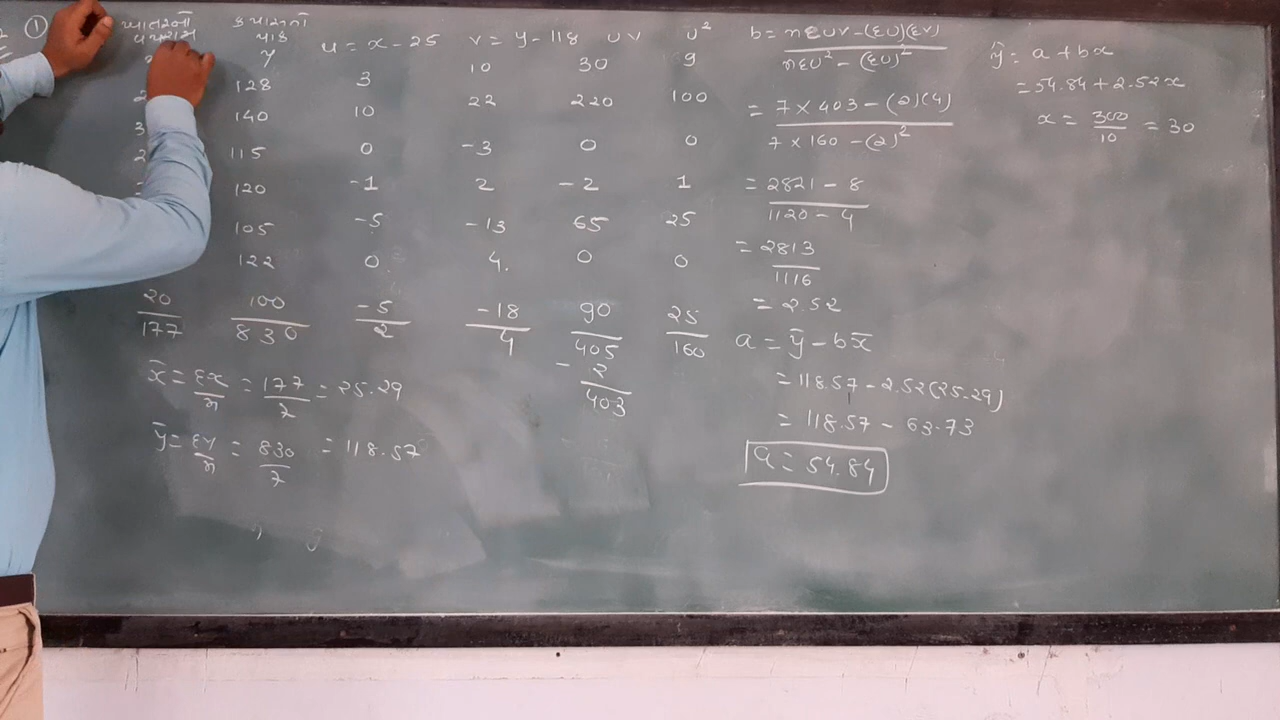 ① ખાતરનો કપાસનો
વપરાશ પાક
y u = x - 25 v = y - 118 uv u²
128 3 10 30 9
140 10 22 220 100
115 0 -3 0 0
120 -1 2 -2 1
105 -5 -13 65 25
122 0 4 0 0
20 100 -5 -18 90 25
177 830 2 4 405 160
- 2
403
x̄ = Σx/n = 177/7 = 25.29
ȳ = Σy/n = 830/7 = 118.57
b = nΣuv - (Σu)(Σv) / nΣu² - (Σu)²
= 7 × 403 - (2)(4) / 7 × 160 - (2)²
= 2821 - 8 / 1120 - 4
= 2813 / 1116
= 2.52
a = ȳ - bx̄
= 118.57 - 2.52(25.29)
= 118.57 - 63.73
a = 54.84
ŷ = a + bx
= 54.84 + 2.52x
x = 300/10 = 30